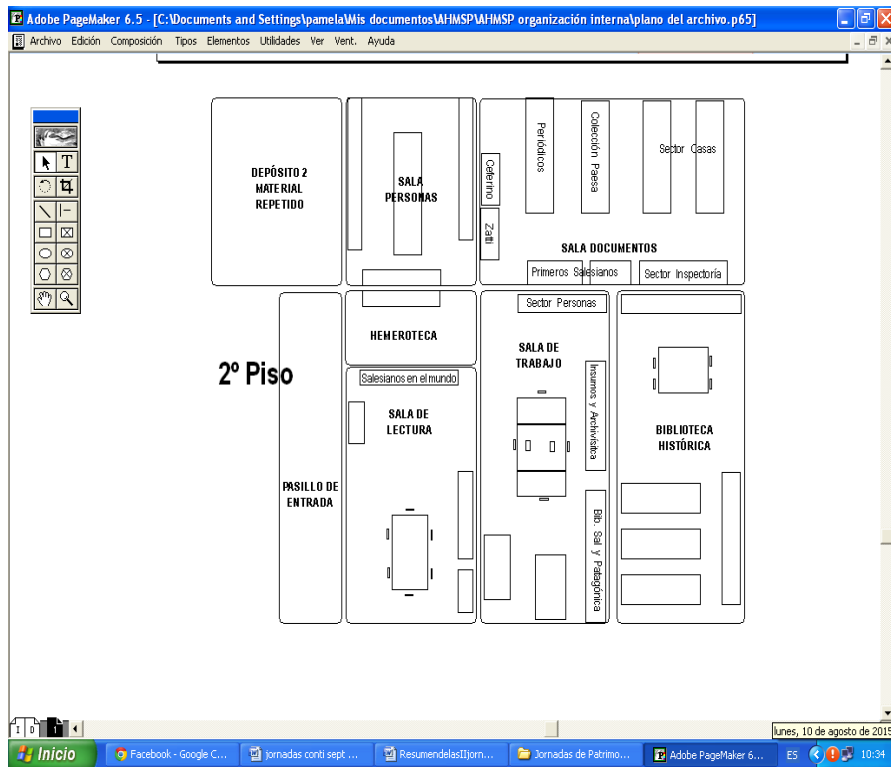 Adobe PageMaker 6.5 - [C:\Documents and Settings\pamela\Mis documentos\AHMSP\AHMSP organización interna\plano del archivo.p65]
Archivo Edición Composición Tipos Elementos Utilidades Ver Vent. Ayuda
T
DEPÓSITO 2
MATERIAL
REPETIDO
SALA
PERSONAS
Ceferino
Zatti
Periódicos
Colección Paesa
Sector Casas
SALA DOCUMENTOS
Primeros Salesianos
Sector Inspectoría
2º Piso
PASILLO DE
ENTRADA
HEMEROTECA
Salesianos en el mundo
SALA DE
LECTURA
Sector Personas
SALA DE
TRABAJO
Insumos y Archivísitca
Bib. Sal y Patagónica
BIBLIOTECA
HISTÓRICA
I D 1
lunes, 10 de agosto de 2015
Inicio
Facebook - Google C...
jornadas conti sept ...
ResumendelasIIjorn...
Jornadas de Patrimo...
Adobe PageMaker 6...
ES
10:34